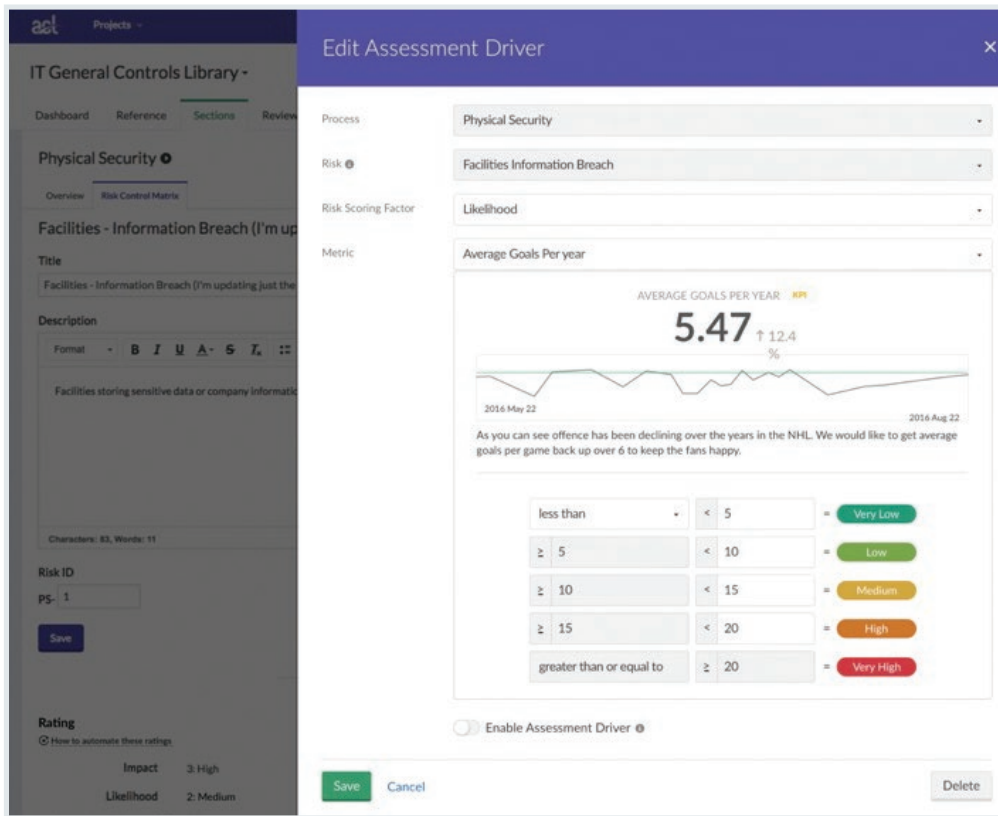 acl Projects
IT General Controls Library
Dashboard Reference Sections Review
Physical Security
Overview Risk Control Matrix
Facilities - Information Breach (I'm up
Title
Facilities - Information Breach (I'm updating just the
Description
Format B I U A S Tx
Facilities storing sensitive data or company informatio
Characters: 83, Words: 11
Risk ID
PS- 1
Save
Rating
How to automate these ratings
Impact 3: High
Likelihood 2: Medium
Edit Assessment Driver ×
Process Physical Security
Risk Facilities Information Breach
Risk Scoring Factor Likelihood
Metric Average Goals Per year
AVERAGE GOALS PER YEAR KPI
5.47 ↑ 12.4
%
2016 May 22
2016 Aug 22
As you can see offence has been declining over the years in the NHL. We would like to get average
goals per game back up over 6 to keep the fans happy.
less than < 5 = Very Low
≥ 5 < 10 = Low
≥ 10 < 15 = Medium
≥ 15 < 20 = High
greater than or equal to ≥ 20 = Very High
Enable Assessment Driver
Save Cancel Delete